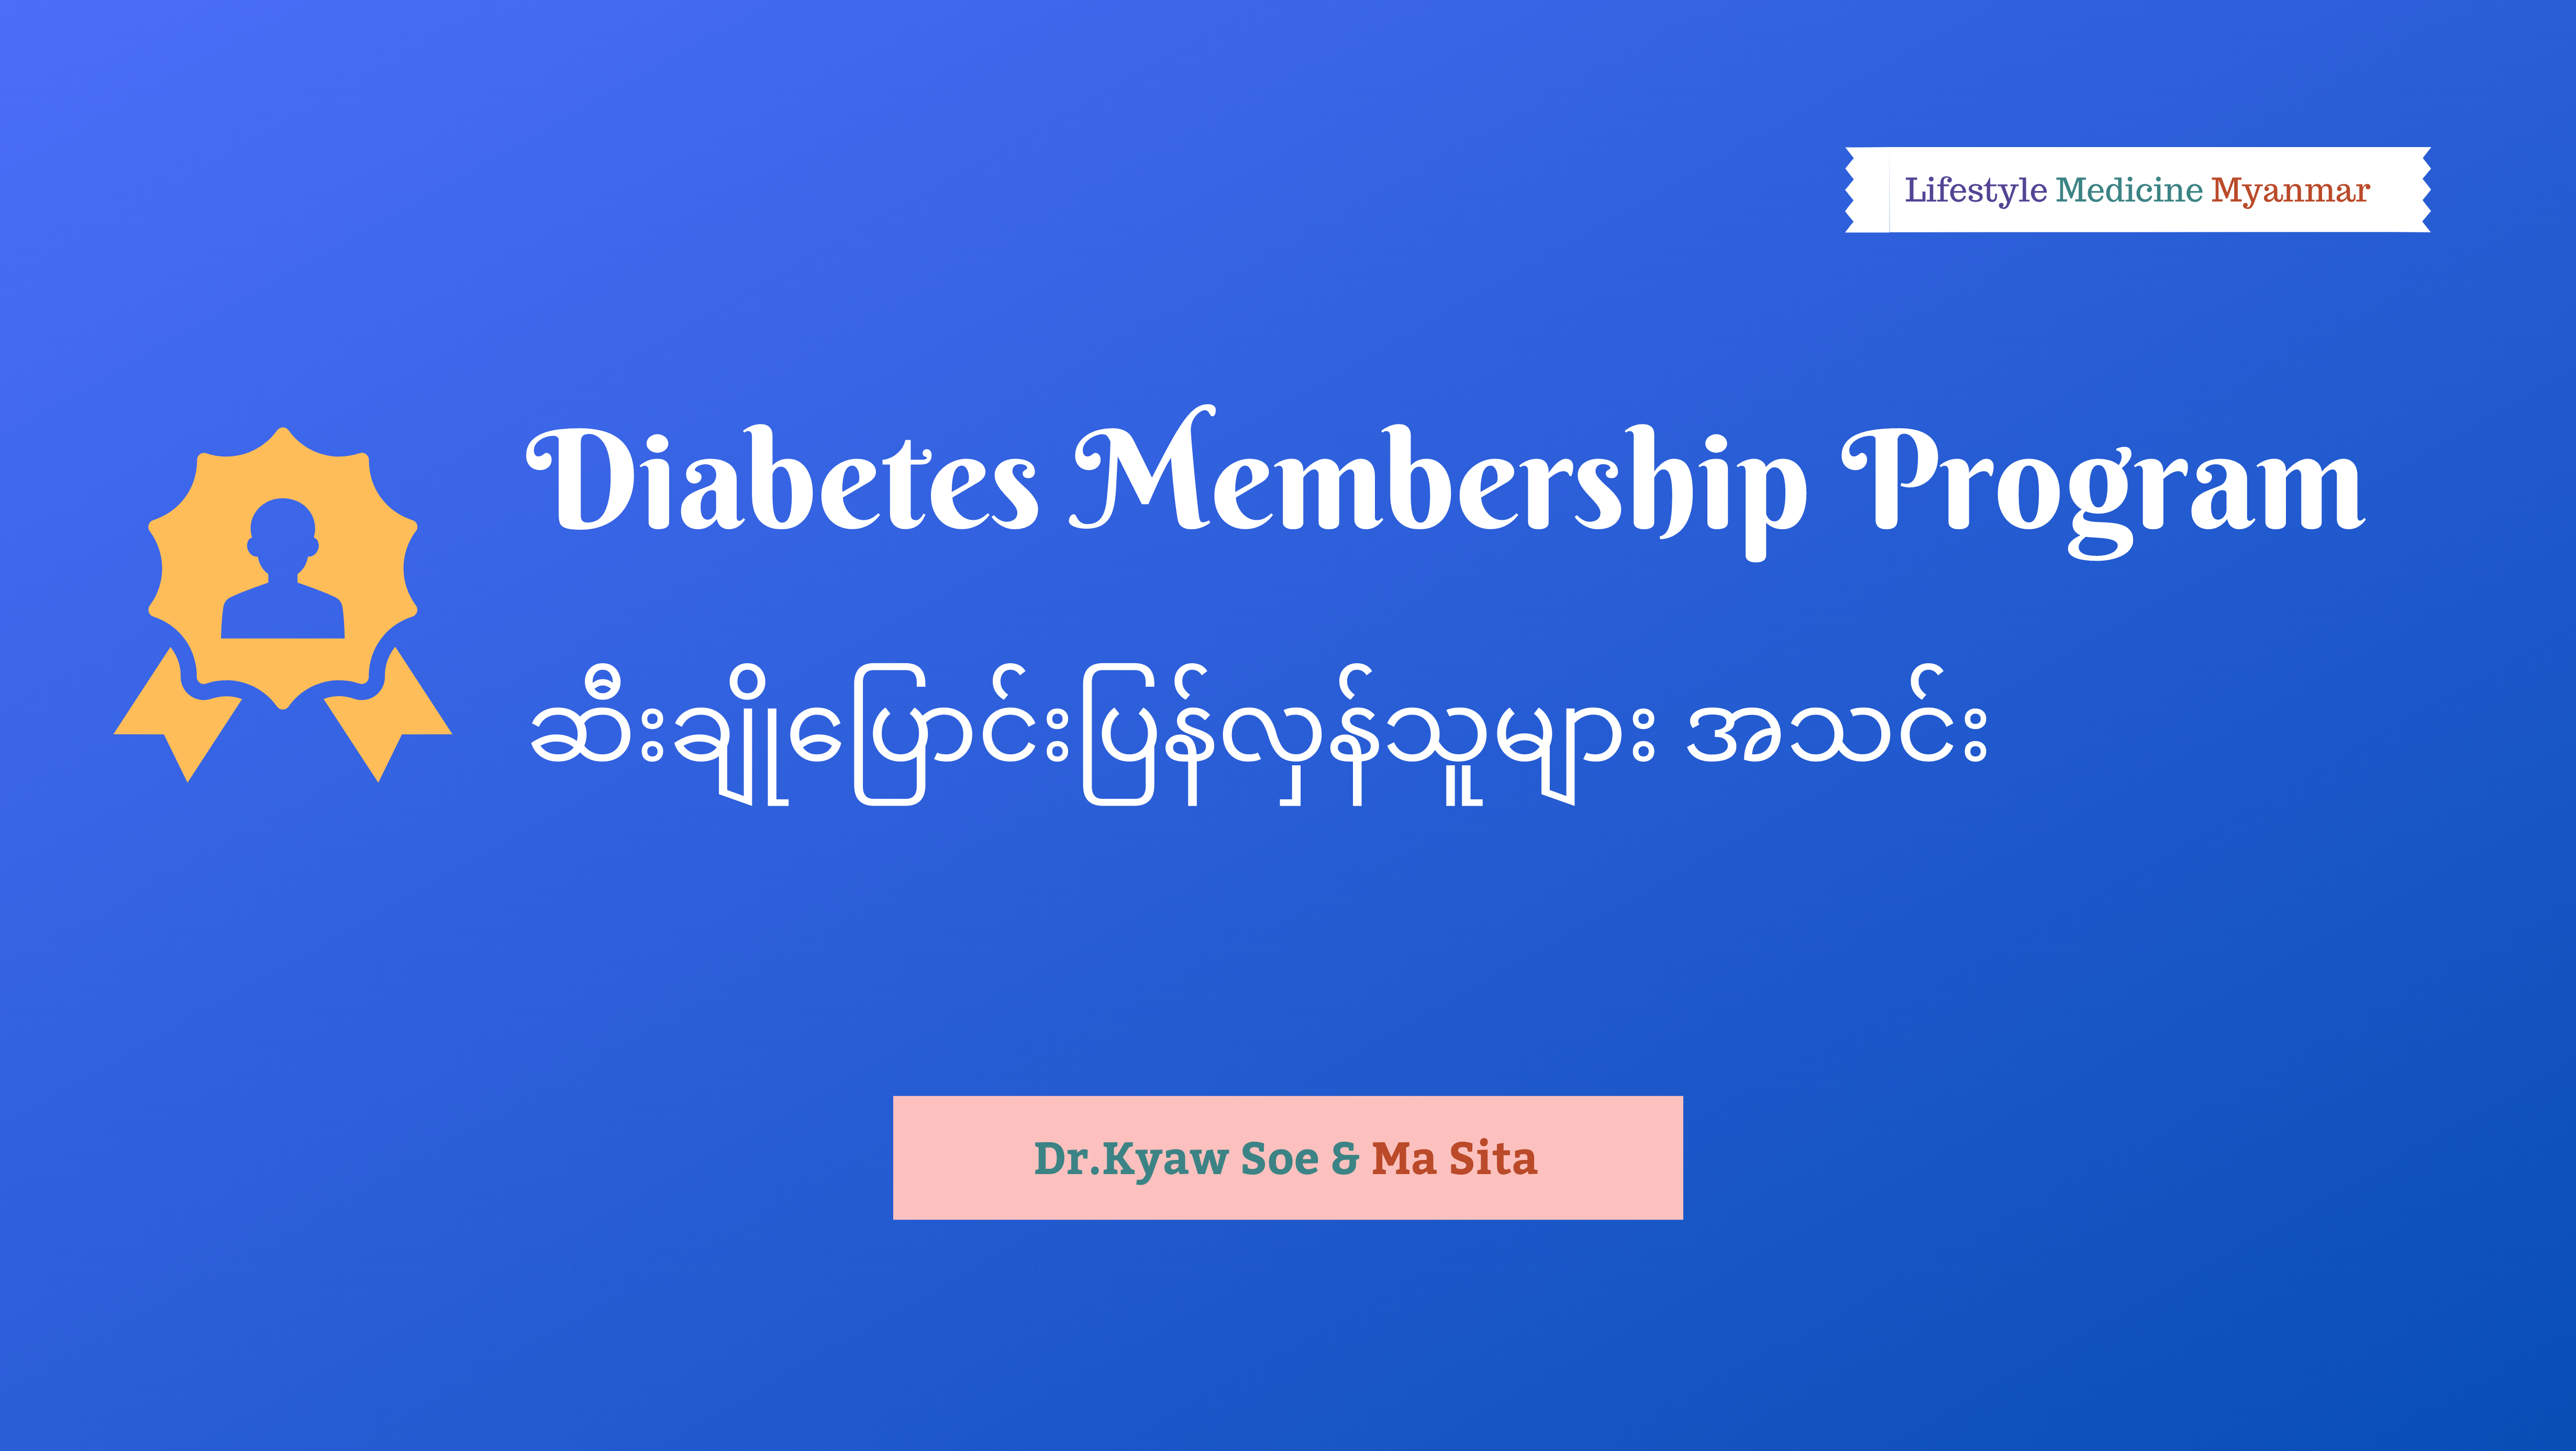 Lifestyle Medicine Myanmar
Diabetes Membership Program
ဆီးချိုပြောင်းပြန်လှန်သူများ အသင်း
Dr.Kyaw Soe & Ma Sita